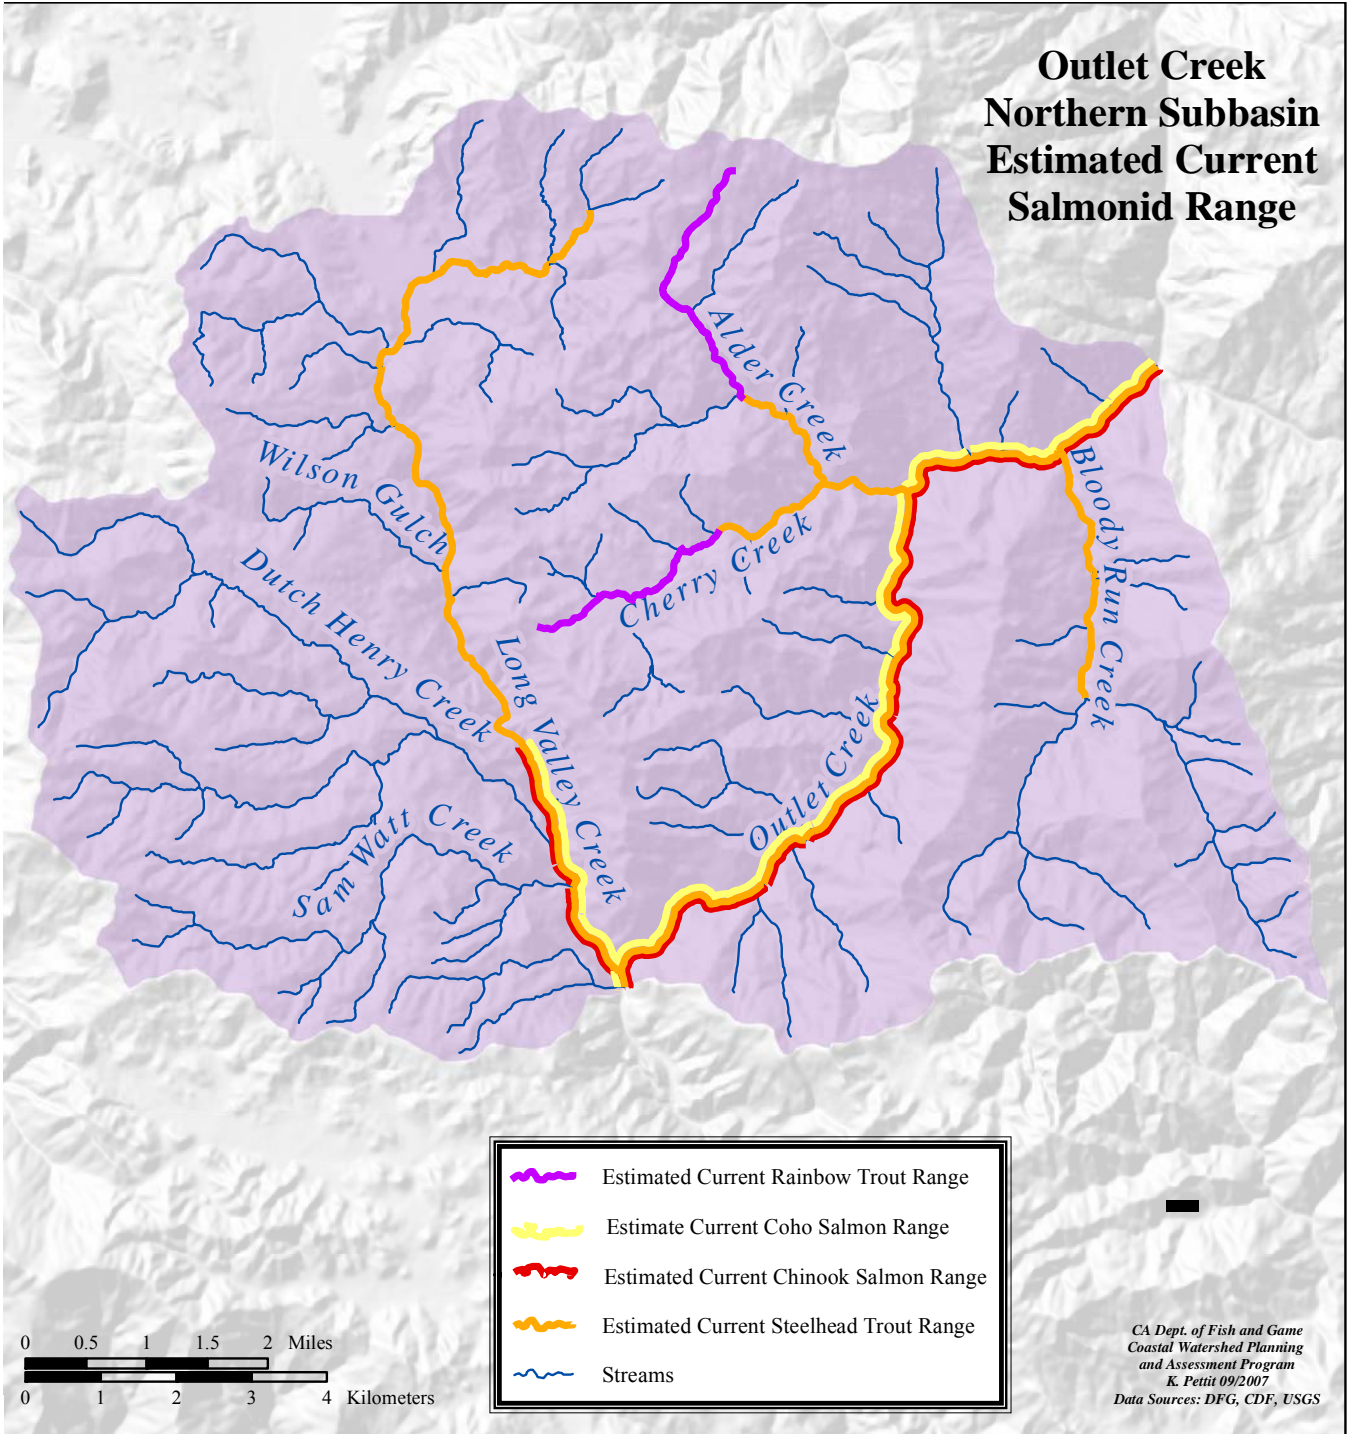 Outlet Creek
Northern Subbasin
Estimated Current
Salmonid Range
Alder Creek
Wilson Gulch
Bloody Run Creek
Dutch Henry Creek
Cherry Creek
Long Valley Creek
Outlet Creek
Sam Watt Creek
Estimated Current Rainbow Trout Range
Estimate Current Coho Salmon Range
Estimated Current Chinook Salmon Range
Estimated Current Steelhead Trout Range
Streams
0 0.5 1 1.5 2 Miles
0 1 2 3 4 Kilometers
CA Dept. of Fish and Game
Coastal Watershed Planning
and Assessment Program
K. Pettit 09/2007
Data Sources: DFG, CDF, USGS